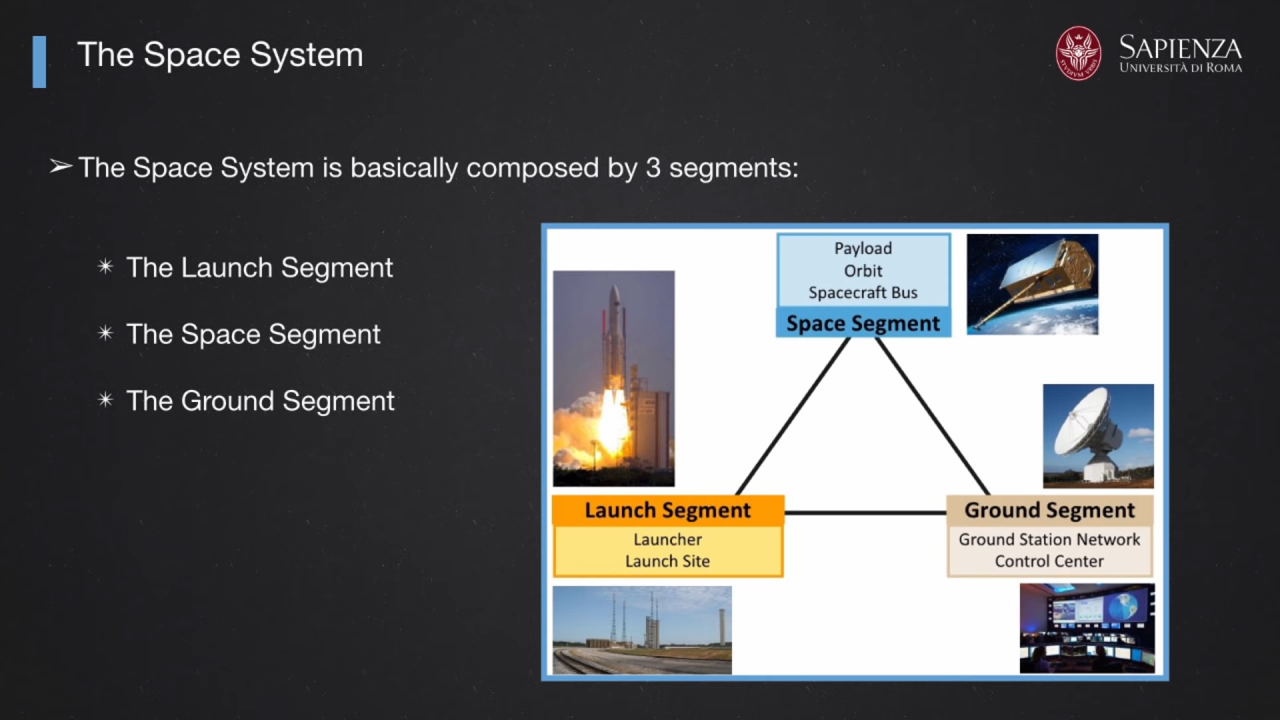 The Space System
SAPIENZA
UNIVERSITÀ DI ROMA
➢ The Space System is basically composed by 3 segments:
✴ The Launch Segment
✴ The Space Segment
✴ The Ground Segment
Payload
Orbit
Spacecraft Bus
Space Segment
Launch Segment
Launcher
Launch Site
Ground Segment
Ground Station Network
Control Center